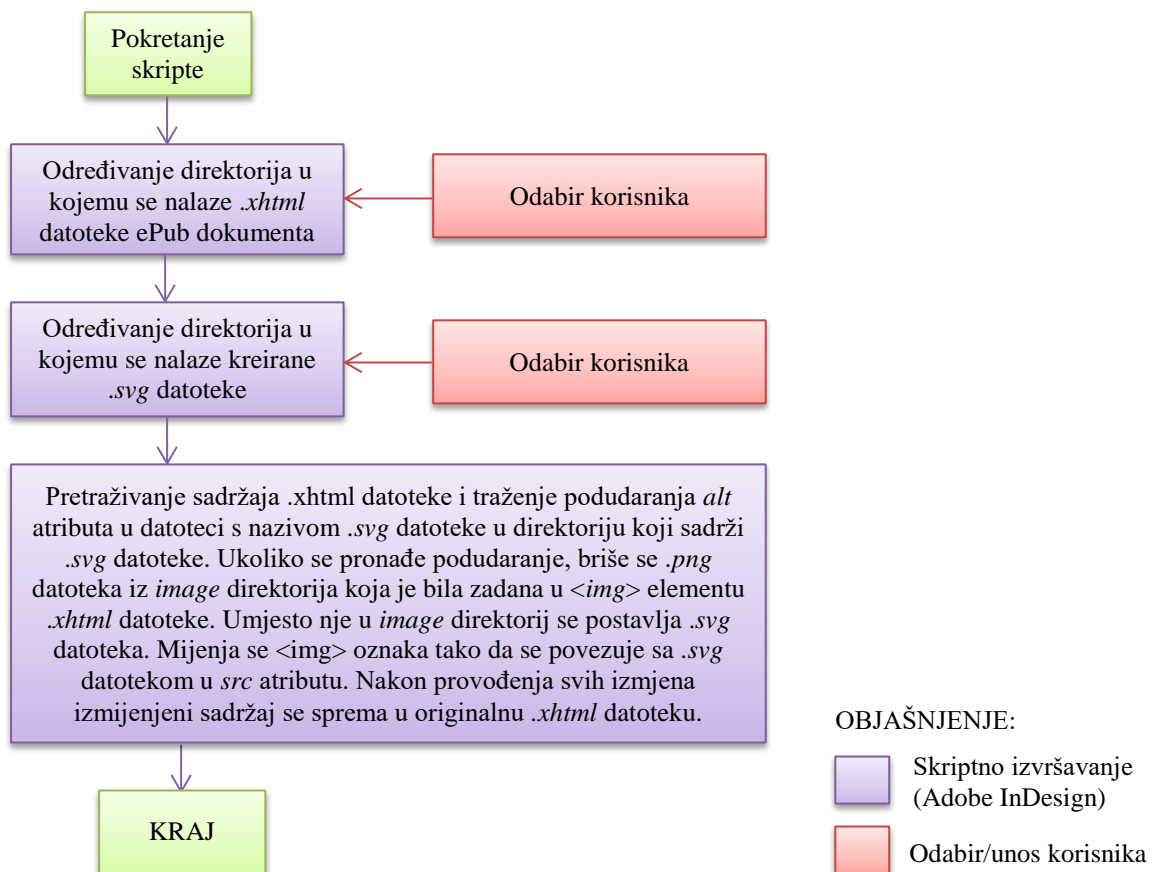 Pokretanje
skripte
Određivanje direktorija u
kojemu se nalaze .xhtml
datoteke ePub dokumenta
Odabir korisnika
Određivanje direktorija u
kojemu se nalaze kreirane
.svg datoteke
Odabir korisnika
Pretraživanje sadržaja .xhtml datoteke i traženje podudaranja alt
atributa u datoteci s nazivom .svg datoteke u direktoriju koji sadrži
.svg datoteke. Ukoliko se pronađe podudaranje, briše se .png
datoteka iz image direktorija koja je bila zadana u <img> elementu
.xhtml datoteke. Umjesto nje u image direktorij se postavlja .svg
datoteka. Mijenja se <img> oznaka tako da se povezuje sa .svg
datotekom u src atributu. Nakon provođenja svih izmjena
izmijenjeni sadržaj se sprema u originalnu .xhtml datoteku.
KRAJ
OBJAŠNJENJE:
Skriptno izvršavanje
(Adobe InDesign)
Odabir/unos korisnika